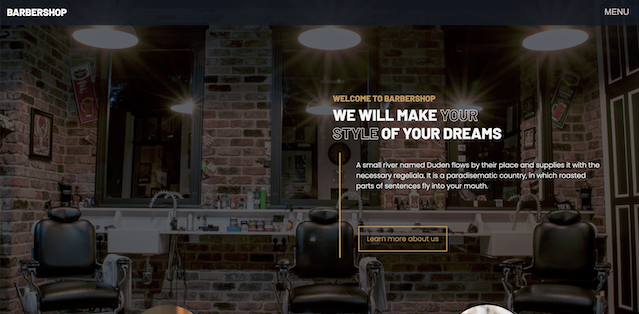 BARBERSHOP
MENU
WELCOME TO BARBERSHOP
WE WILL MAKE YOUR
STYLE OF YOUR DREAMS
A small river named Duden flows by their place and supplies it with the
necessary regelialia. It is a paradisematic country, in which roasted
parts of sentences fly into your mouth.
Learn more about us